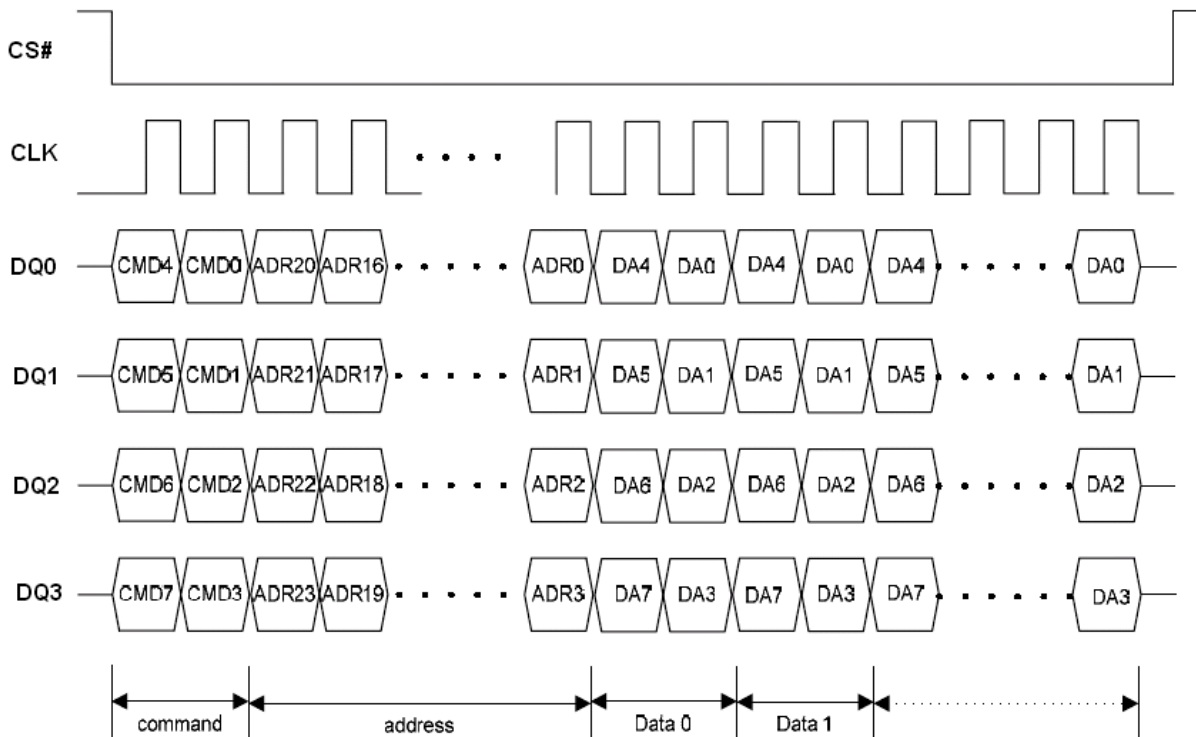 CS#
CLK
DQ0 CMD4 CMD0 ADR20 ADR16 ADR0 DA4 DA0 DA4 DA0 DA4 DA0
DQ1 CMD5 CMD1 ADR21 ADR17 ADR1 DA5 DA1 DA5 DA1 DA5 DA1
DQ2 CMD6 CMD2 ADR22 ADR18 ADR2 DA6 DA2 DA6 DA2 DA6 DA2
DQ3 CMD7 CMD3 ADR23 ADR19 ADR3 DA7 DA3 DA7 DA3 DA7 DA3
command address Data 0 Data 1